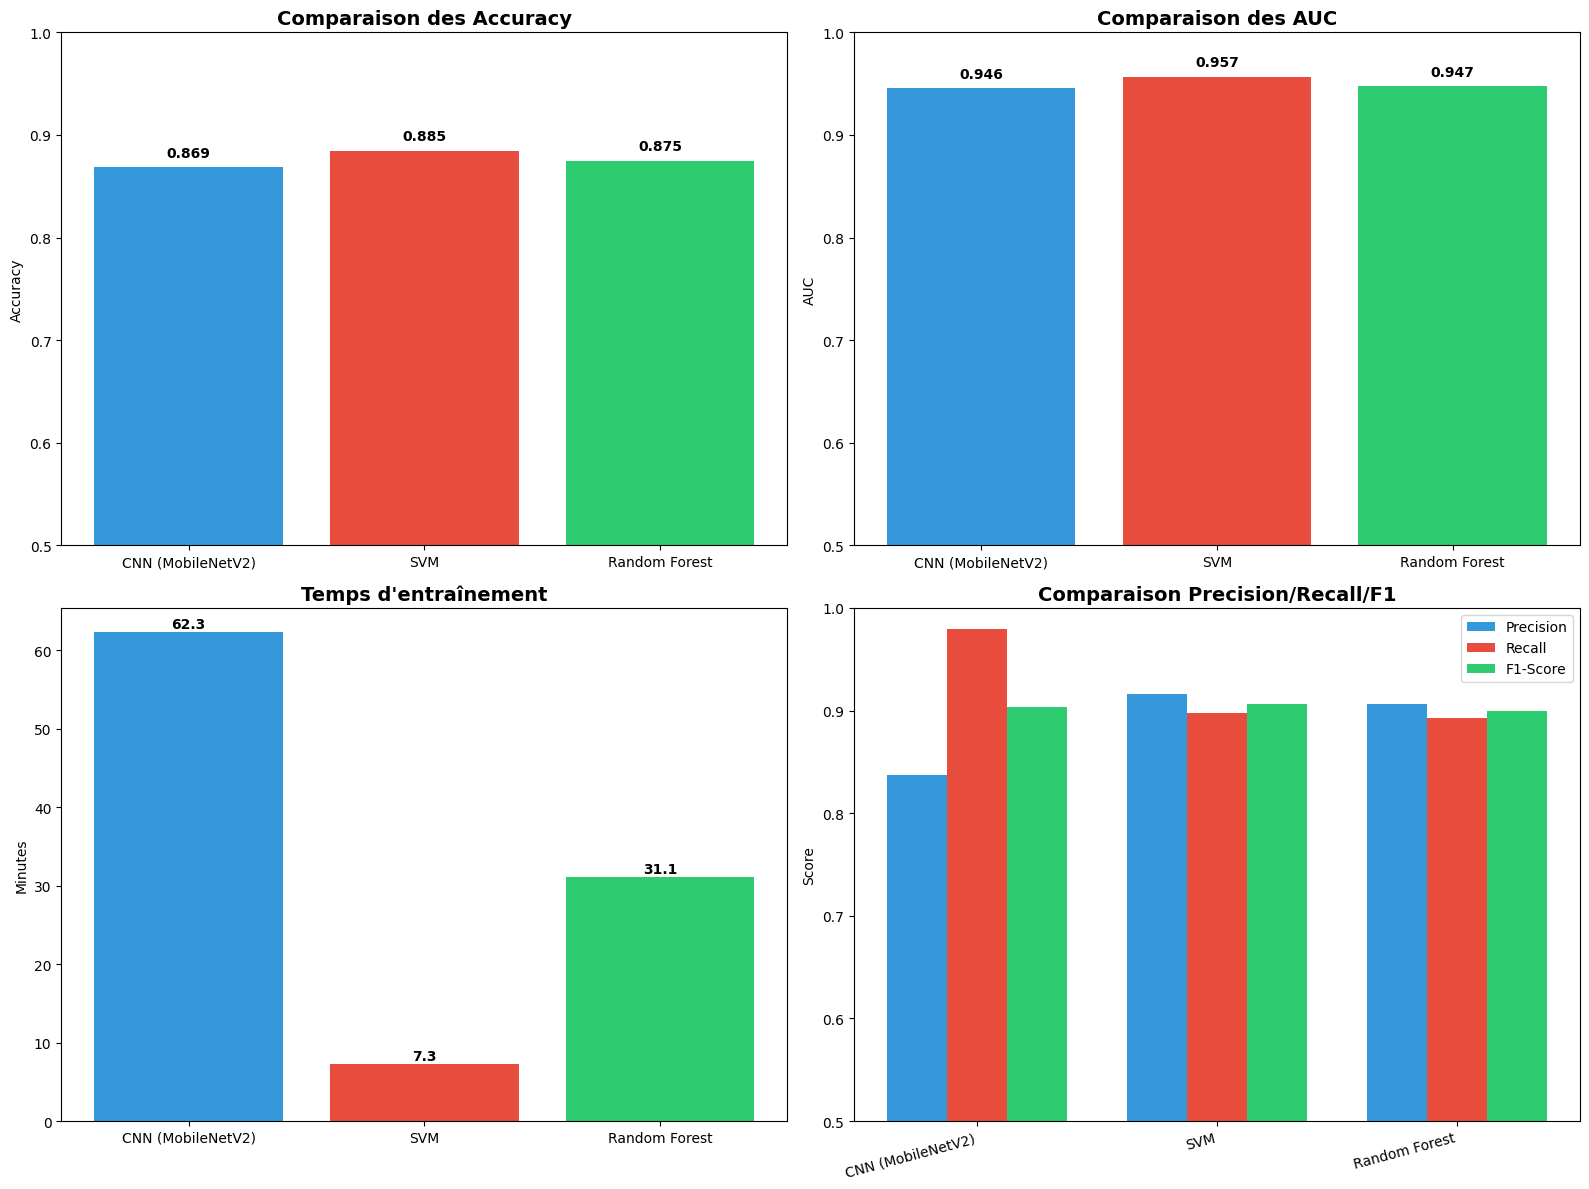 Comparaison des Accuracy
1.0
0.9
0.8
0.7
0.6
0.5
Accuracy
0.869
0.885
0.875
CNN (MobileNetV2)
SVM
Random Forest
Comparaison des AUC
1.0
0.9
0.8
0.7
0.6
0.5
AUC
0.946
0.957
0.947
CNN (MobileNetV2)
SVM
Random Forest
Temps d'entraînement
60
50
40
30
20
10
0
Minutes
62.3
7.3
31.1
CNN (MobileNetV2)
SVM
Random Forest
Comparaison Precision/Recall/F1
1.0
0.9
0.8
0.7
0.6
0.5
Score
Precision
Recall
F1-Score
CNN (MobileNetV2)
SVM
Random Forest